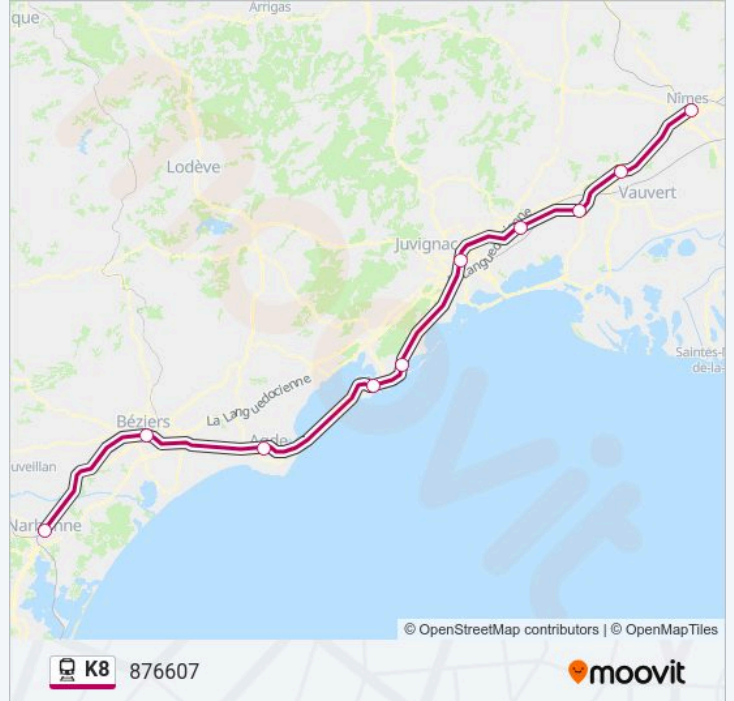 Arrigas
que
Nîmes
Lodève
Vauvert
Languedocienne
Juvignac
Saintes-
de-la-
La Languedocienne
Béziers
Agde
uveillan
Narbonne
© OpenStreetMap contributors | © OpenMapTiles
K8 876607 moovit
moovit